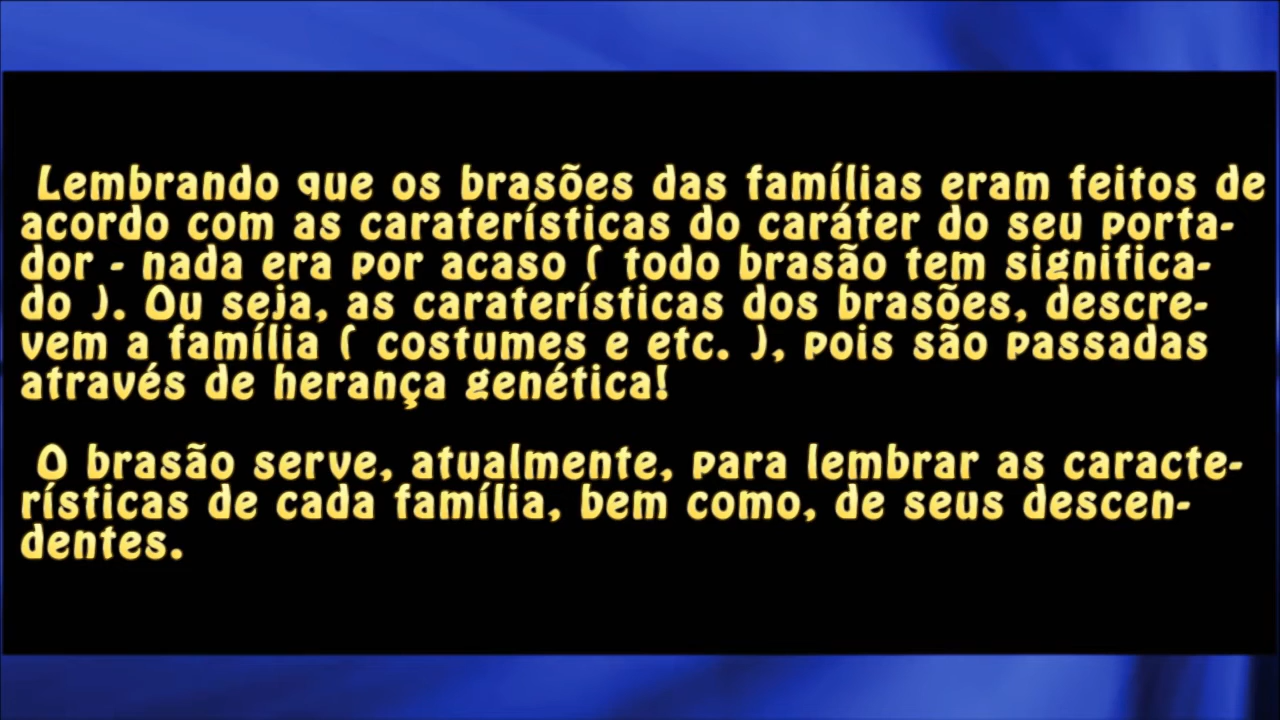 Lembrando que os brasões das famílias eram feitos de
acordo com as caraterísticas do caráter do seu porta-
dor - nada era por acaso ( todo brasão tem significa-
do ). Ou seja, as caraterísticas dos brasões, descre-
vem a família ( costumes e etc. ), pois são passadas
através de herança genética!
O brasão serve, atualmente, para lembrar as caracte-
rísticas de cada família, bem como, de seus descen-
dentes.